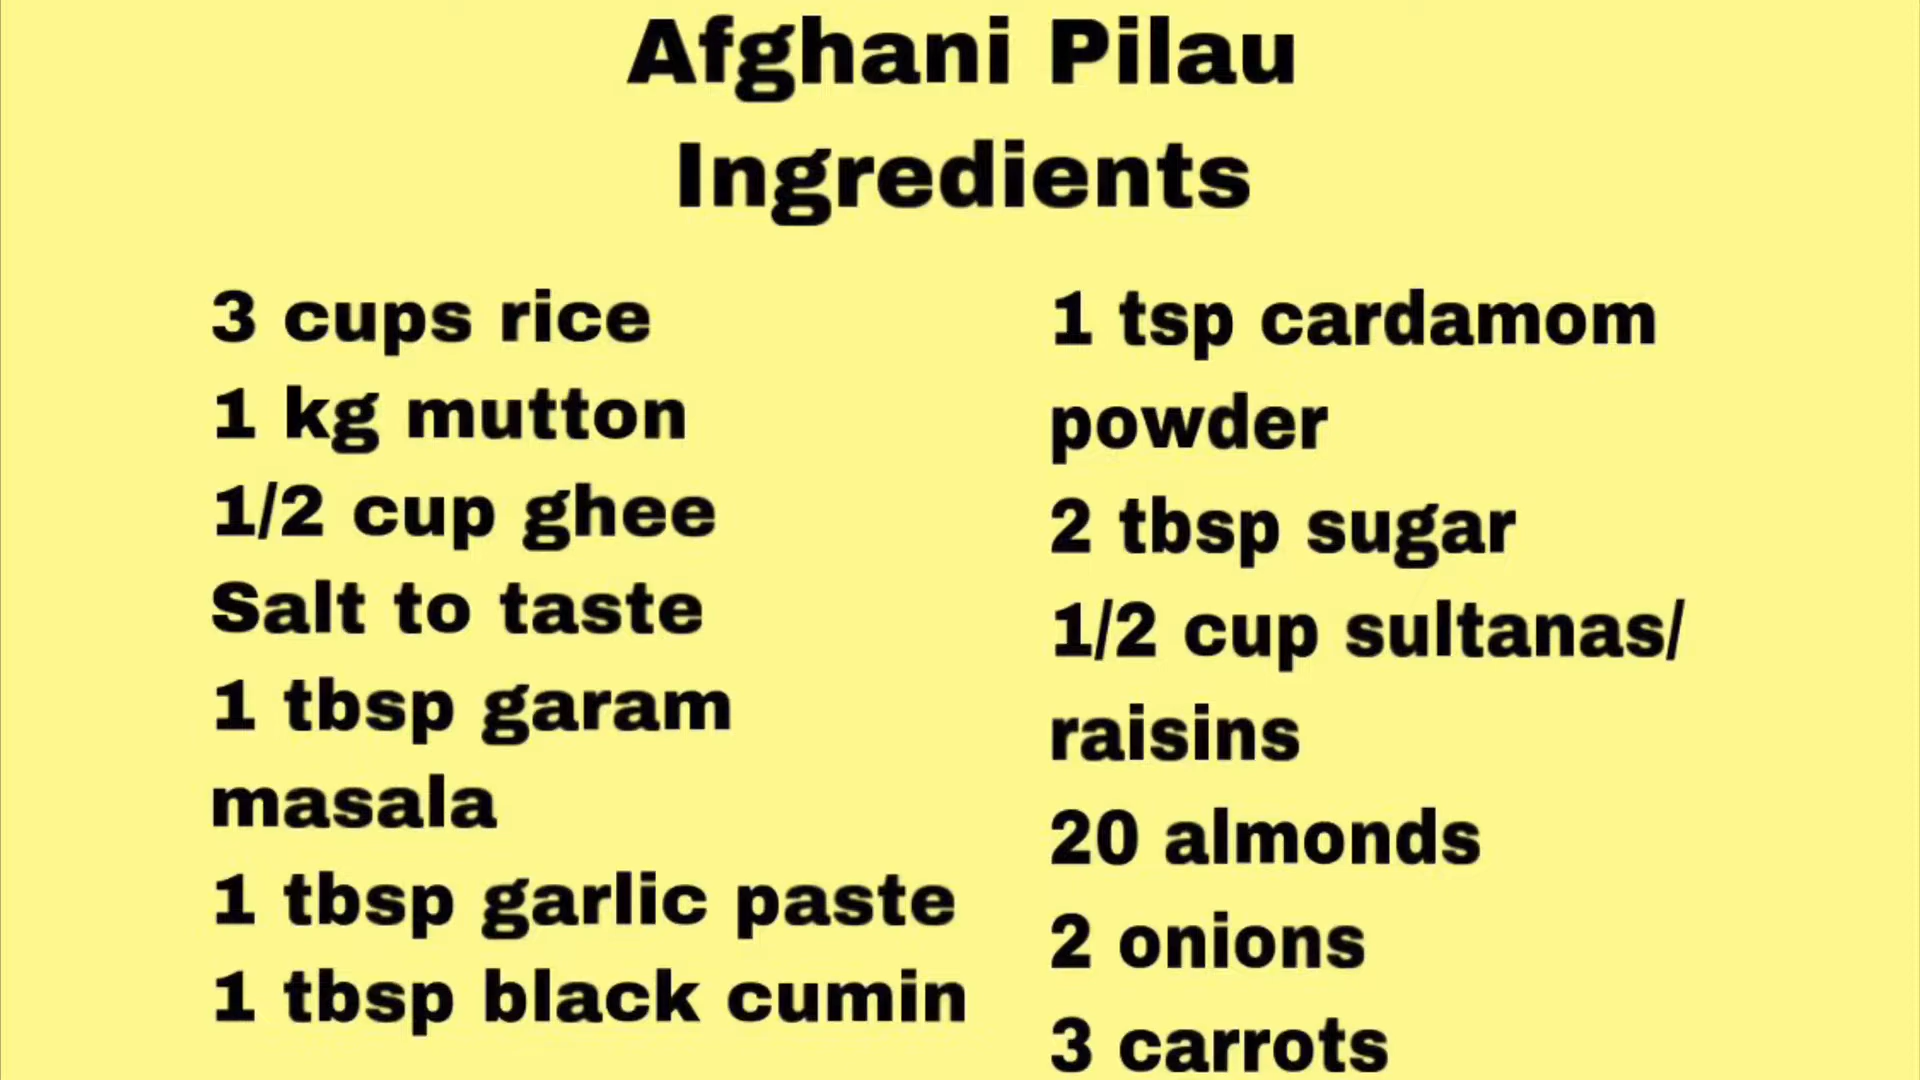 Afghani Pilau
Ingredients
3 cups rice
1 kg mutton
1/2 cup ghee
Salt to taste
1 tbsp garam
masala
1 tbsp garlic paste
1 tbsp black cumin
1 tsp cardamom
powder
2 tbsp sugar
1/2 cup sultanas/
raisins
20 almonds
2 onions
3 carrots